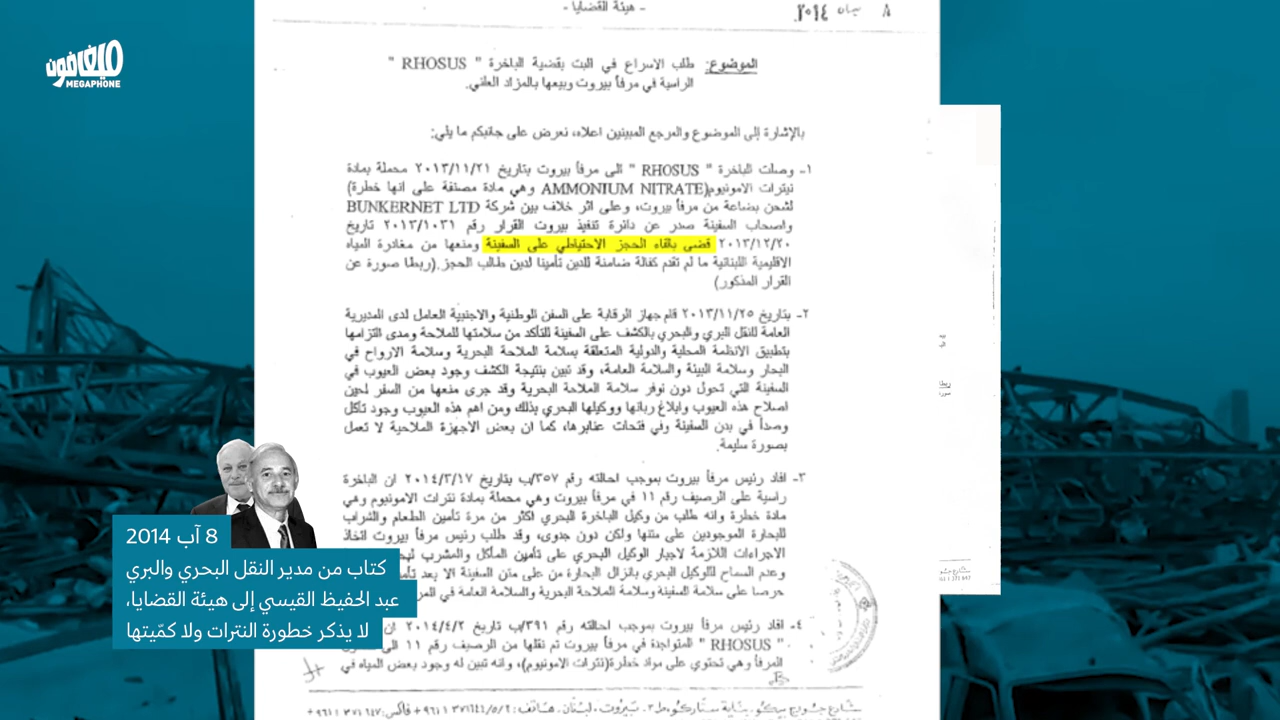 ميغافون
MEGAPHONE
- هيئة القضايا -
٨ نيسان ٢٠١٤
الموضوع: طلب الاسراع في البت بقضية الباخرة " RHOSUS "
الراسية في مرفأ بيروت وبيعها بالمزاد العلني.
بالإشارة إلى الموضوع والمرجع المبينين اعلاه، نعرض على جانبكم ما يلي:
١- وصلت الباخرة " RHOSUS " الى مرفأ بيروت بتاريخ ٢٠١٣/١١/٢١ محملة بمادة
نيترات الامونيوم(AMMONIUM NITRATE وهي مادة مصنفة على انها خطرة)
لشحن بضاعة من مرفأ بيروت، وعلى اثر خلاف بين شركة BUNKERNET LTD
واصحاب السفينة صدر عن دائرة تنفيذ بيروت القرار رقم ٢٠١٣/١٠٣١ تاريخ
٢٠١٣/١٢/٢٠ قضى بالقاء الحجز الاحتياطي على السفينة ومنعها من مغادرة المياه
الاقليمية اللبنانية ما لم تقدم كفالة ضامنة للدين تأمينا لدين طالب الحجز.(ربطا صورة عن
القرار المذكور)
٢- بتاريخ ٢٠١٣/١١/٢٥ قام جهاز الرقابة على السفن الوطنية والاجنبية العامل لدى المديرية
العامة للنقل البري والبحري بالكشف على السفينة للتأكد من سلامتها للملاحة ومدى التزامها
بتطبيق الانظمة المحلية والدولية المتعلقة بسلامة الملاحة البحرية وسلامة الارواح في
البحار وسلامة البيئة والسلامة العامة، وقد تبين بنتيجة الكشف وجود بعض العيوب في
السفينة التي تحول دون توفر سلامة الملاحة البحرية وقد جرى منعها من السفر لحين
اصلاح هذه العيوب وابلاغ ربانها ووكيلها البحري بذلك ومن اهم هذه العيوب وجود تأكل
وصدأ في بدن السفينة وفي فتحات عنابرها، كما ان بعض الاجهزة الملاحية لا تعمل
بصورة سليمة.
٣- افاد رئيس مرفأ بيروت بموجب احالته رقم ٣٥٧/ب بتاريخ ٢٠١٤/٣/١٧ ان الباخرة
راسية على الرصيف رقم ١١ في مرفأ بيروت وهي محملة بمادة نترات الامونيوم وهي
مادة خطرة وانه طلب من وكيل الباخرة البحري اكثر من مرة تأمين الطعام والشراب
للبحارة الموجودين على متنها ولكن دون جدوى، وقد طلب رئيس مرفأ بيروت اتخاذ
الاجراءات اللازمة لاجبار الوكيل البحري على تأمين المأكل والمشرب
وعدم السماح للوكيل البحري بانزال البحارة من على متن السفينة الا بعد
حرصا على سلامة السفينة وسلامة الملاحة البحرية والسلامة العامة في
٤- افاد رئيس مرفأ بيروت بموجب احالته رقم ٣٩١/ب تاريخ ٢٠١٤/٤/٢ ان
" RHOSUS " المتواجدة في مرفأ بيروت تم نقلها من الرصيف رقم ١١ الى
المرفأ وهي تحتوي على مواد خطرة(نترات الامونيوم)، وانه تبين له وجود بعض المياه في
8 آب 2014
كتاب من مدير النقل البحري والبري
عبد الحفيظ القيسي إلى هيئة القضايا،
لا يذكر خطورة النترات ولا كمّيتها